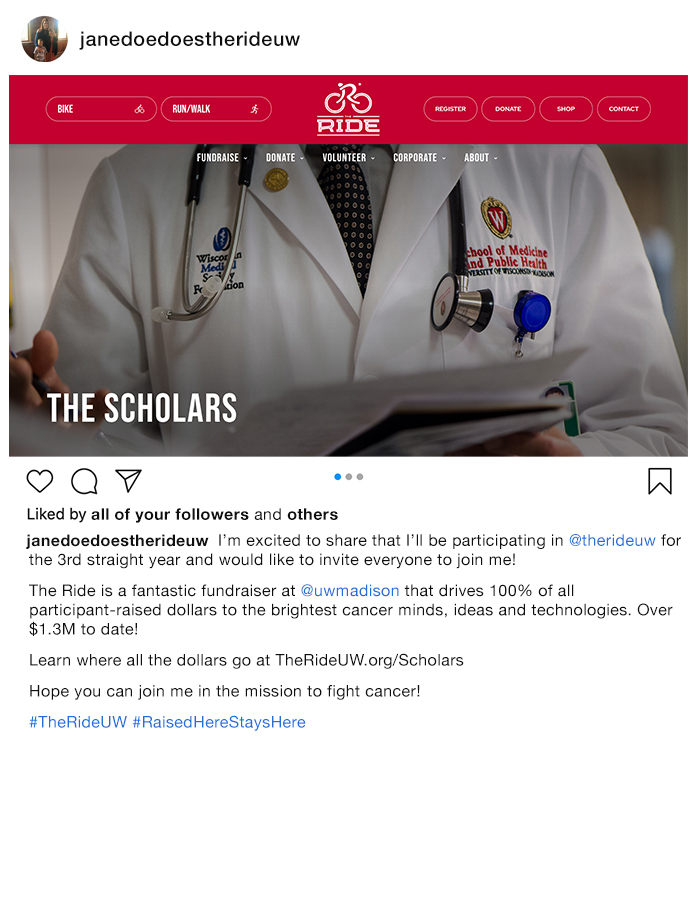 janedoedoestherideuw
BIKE
RUN/WALK
THE
RIDE
REGISTER
DONATE
SHOP
CONTACT
FUNDRAISE
DONATE
VOLUNTEER
CORPORATE
ABOUT
Wisconsin
Medical
Society
Foundation
W
School of Medicine
and Public Health
UNIVERSITY OF WISCONSIN-MADISON
THE SCHOLARS
Liked by all of your followers and others
janedoedoestherideuw I'm excited to share that I'll be participating in @therideuw for
the 3rd straight year and would like to invite everyone to join me!
The Ride is a fantastic fundraiser at @uwmadison that drives 100% of all
participant-raised dollars to the brightest cancer minds, ideas and technologies. Over
$1.3M to date!
Learn where all the dollars go at TheRideUW.org/Scholars
Hope you can join me in the mission to fight cancer!
#TheRideUW #RaisedHereStaysHere